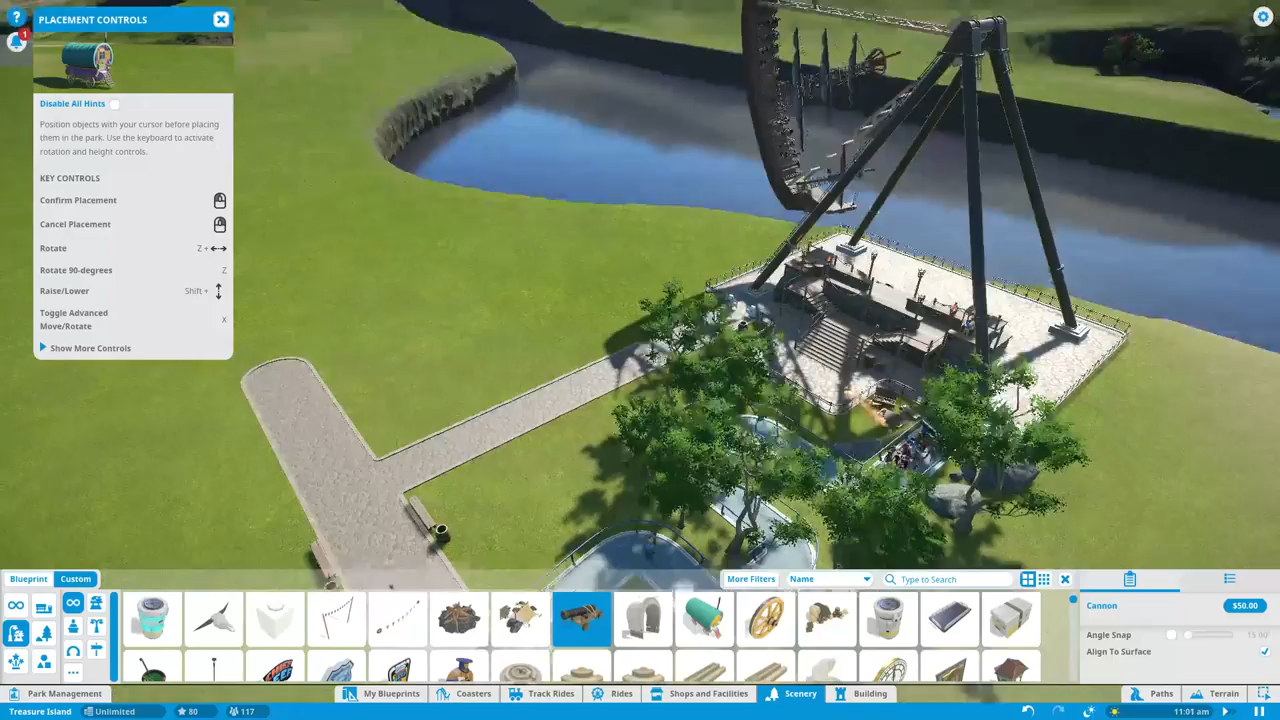 ?
PLACEMENT CONTROLS
1
Disable All Hints
Position objects with your cursor before placing
them in the park. Use the keyboard to activate
rotation and height controls.
KEY CONTROLS
Confirm Placement
Cancel Placement
Rotate Z +
Rotate 90-degrees Z
Raise/Lower Shift +
Toggle Advanced
Move/Rotate X
Show More Controls
Blueprint Custom More Filters Name Type to Search
Cannon $50.00
Angle Snap 15.00°
Align To Surface
Park Management My Blueprints Coasters Track Rides Rides Shops and Facilities Scenery Building Paths Terrain
Treasure Island Unlimited 80 117 11:01 am